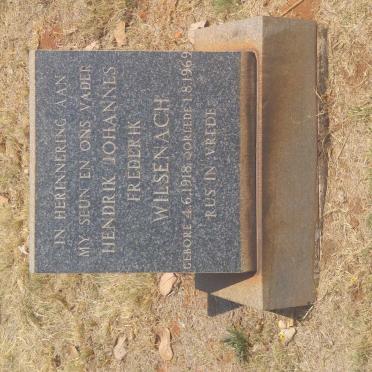 IN HERINNERING AAN
MY SEUN EN ONS VADER
HENDRIK JOHANNES
FREDERIK
WILSENACH
GEBORE 4.6.1918 OORLEDE 1.8.1969
RUS IN VREDE